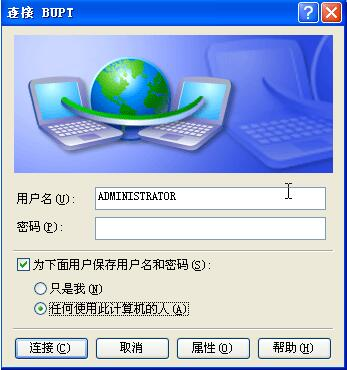 连接 BUPT
用户名(U):
ADMINISTRATOR
密码(P):
为下面用户保存用户名和密码(S):
只是我(N)
任何使用此计算机的人(A)
连接(C) 取消 属性(O) 帮助(H)